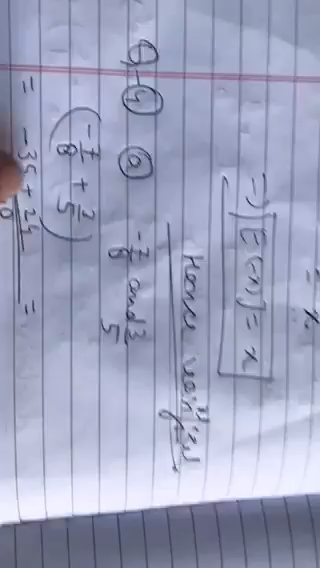 = x
=> |E(-x)| = x
Hence verified
Q-4) (a) -7/8 and 3/5
(-7/8 + 3/5)
= -35 + 24 / =